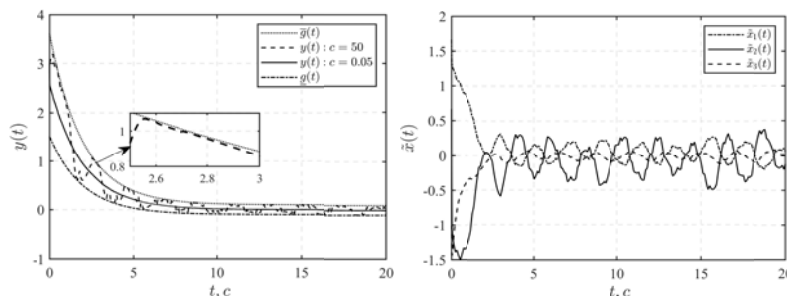 4
3
2
1
0
-1
y(t)
0
5
10
15
20
t, c
g̅(t)
y(t) : c = 50
y(t) : c = 0.05
g̲(t)
1
0.8
2.6
2.8
3
2
1.5
1
0.5
0
-0.5
-1
-1.5
x̃(t)
0
5
10
15
20
t, c
x̃₁(t)
x̃₂(t)
x̃₃(t)